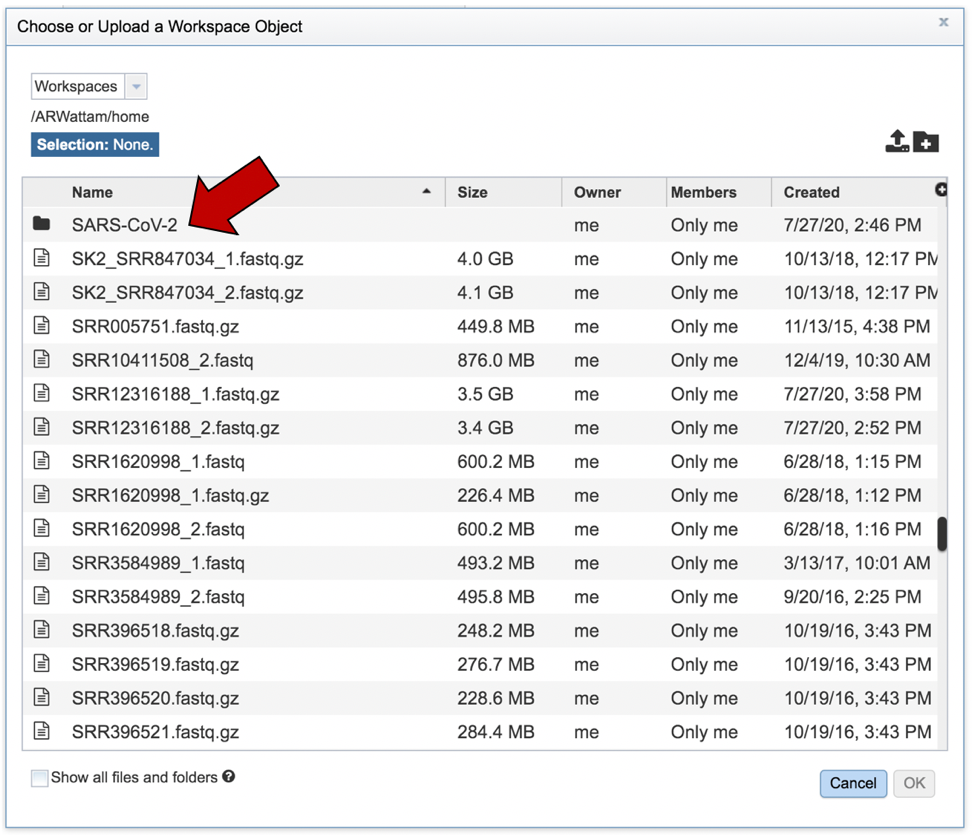 Choose or Upload a Workspace Object x
Workspaces
/ARWattam/home
Selection: None.
Name Size Owner Members Created
SARS-CoV-2 me Only me 7/27/20, 2:46 PM
SK2_SRR847034_1.fastq.gz 4.0 GB me Only me 10/13/18, 12:17 PM
SK2_SRR847034_2.fastq.gz 4.1 GB me Only me 10/13/18, 12:17 PM
SRR005751.fastq.gz 449.8 MB me Only me 11/13/15, 4:38 PM
SRR10411508_2.fastq 876.0 MB me Only me 12/4/19, 10:30 AM
SRR12316188_1.fastq.gz 3.5 GB me Only me 7/27/20, 3:58 PM
SRR12316188_2.fastq.gz 3.4 GB me Only me 7/27/20, 2:52 PM
SRR1620998_1.fastq 600.2 MB me Only me 6/28/18, 1:15 PM
SRR1620998_1.fastq.gz 226.4 MB me Only me 6/28/18, 1:12 PM
SRR1620998_2.fastq 600.2 MB me Only me 6/28/18, 1:16 PM
SRR3584989_1.fastq 493.2 MB me Only me 3/13/17, 10:01 AM
SRR3584989_2.fastq 495.8 MB me Only me 9/20/16, 2:25 PM
SRR396518.fastq.gz 248.2 MB me Only me 10/19/16, 3:43 PM
SRR396519.fastq.gz 276.7 MB me Only me 10/19/16, 3:43 PM
SRR396520.fastq.gz 228.6 MB me Only me 10/19/16, 3:43 PM
SRR396521.fastq.gz 284.4 MB me Only me 10/19/16, 3:43 PM
Show all files and folders ?
Cancel OK